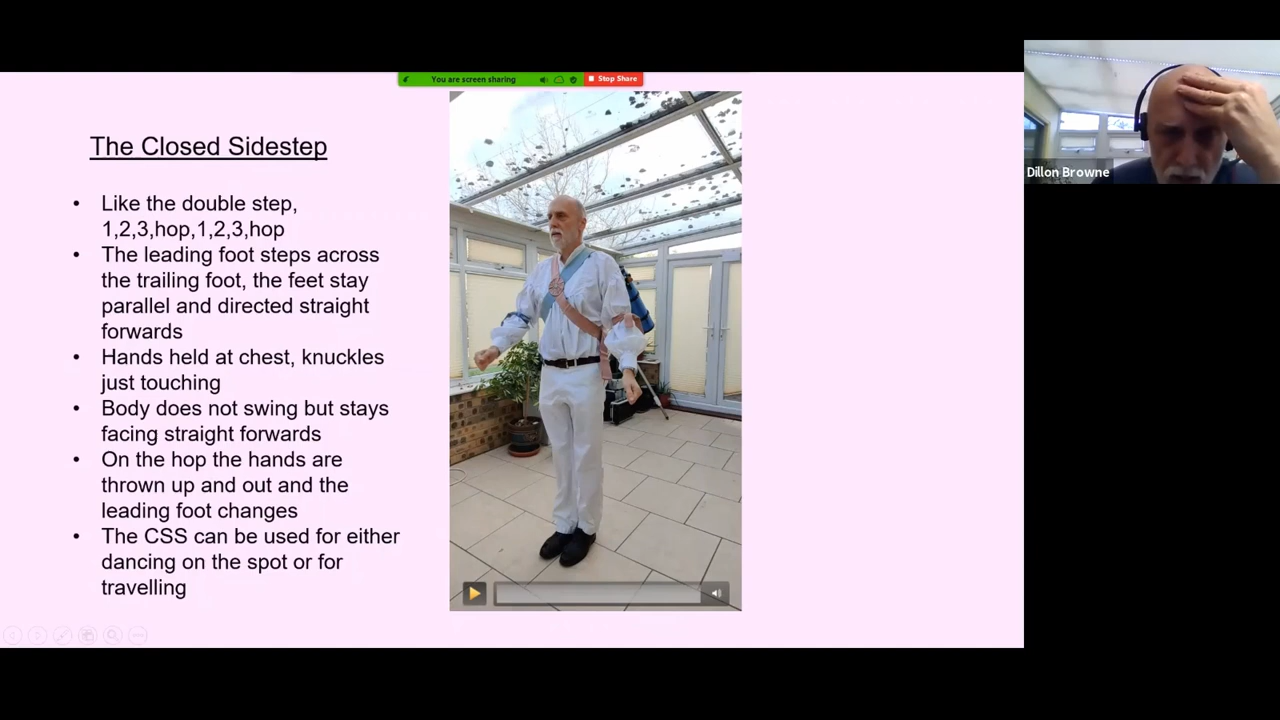 You are screen sharing
Stop Share
The Closed Sidestep
• Like the double step,
1,2,3,hop,1,2,3,hop
• The leading foot steps across
the trailing foot, the feet stay
parallel and directed straight
forwards
• Hands held at chest, knuckles
just touching
• Body does not swing but stays
facing straight forwards
• On the hop the hands are
thrown up and out and the
leading foot changes
• The CSS can be used for either
dancing on the spot or for
travelling
Dillon Browne